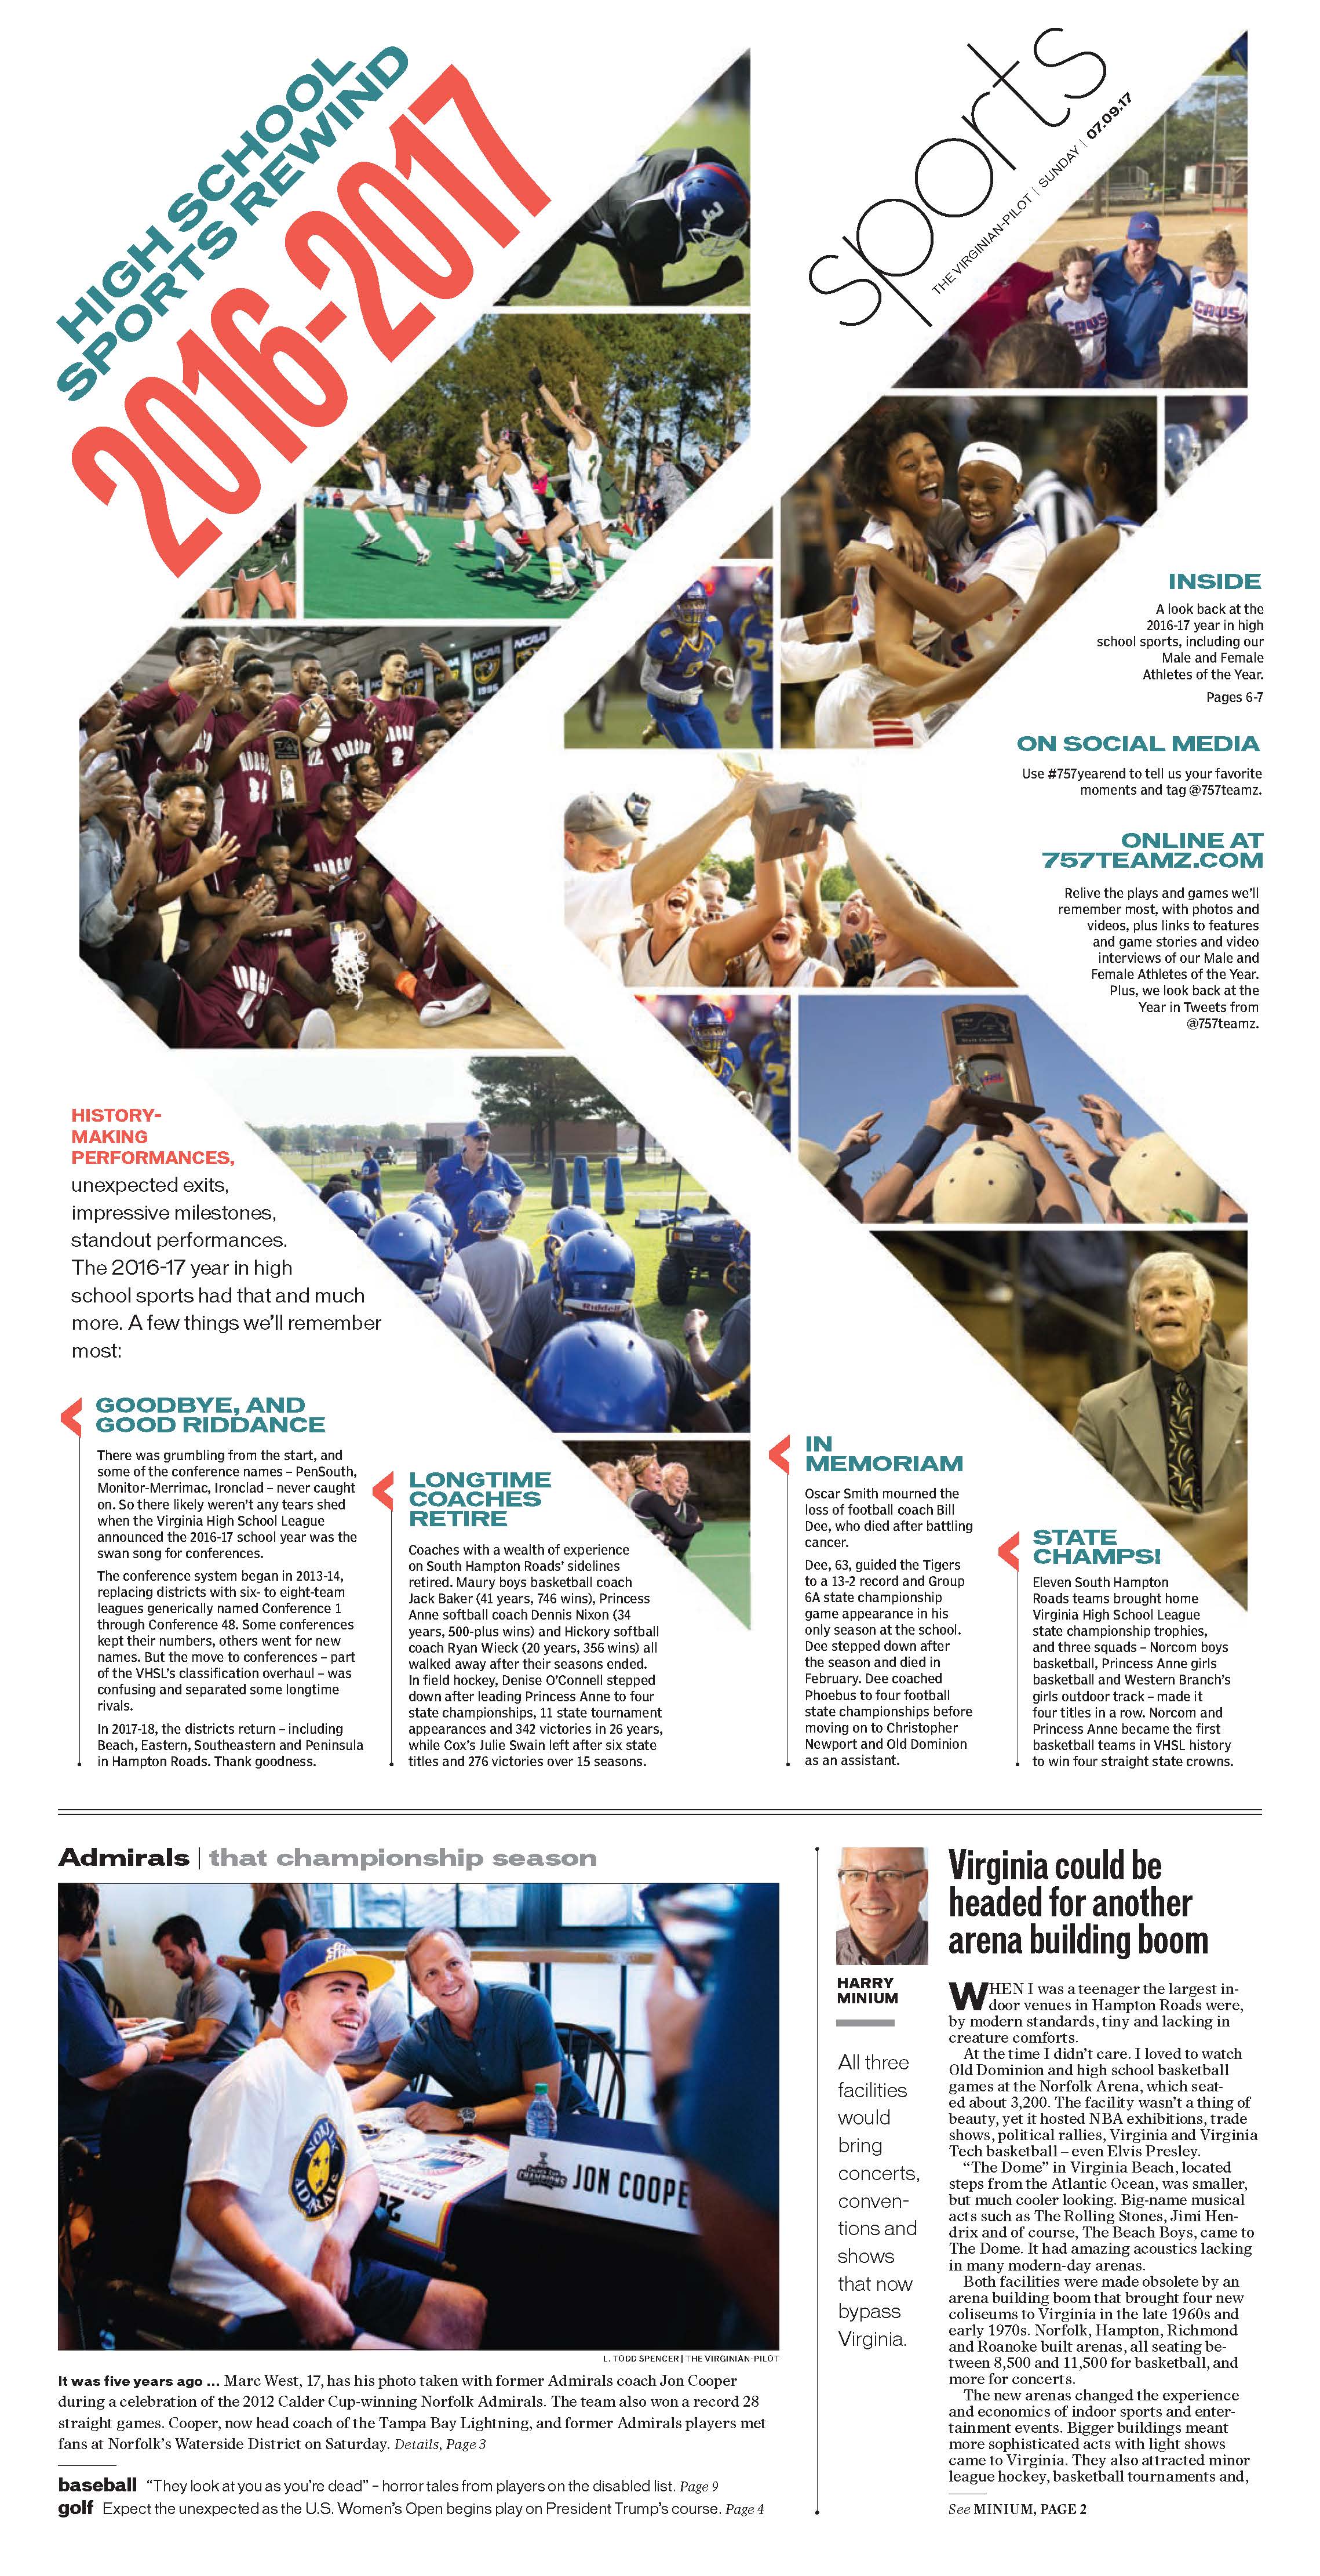 HIGH SCHOOL
SPORTS REWIND
2016-2017
sports
THE VIRGINIAN-PILOT | SUNDAY | 07.09.17
CAVS
CAVS
NCAA
NCAA
NCAA
INSIDE
A look back at the
2016-17 year in high
school sports, including our
Male and Female
Athletes of the Year.
Pages 6-7
ON SOCIAL MEDIA
Use #757yearend to tell us your favorite
moments and tag @757teamz.
ONLINE AT
757TEAMZ.COM
Relive the plays and games we'll
remember most, with photos and
videos, plus links to features
and game stories and video
interviews of our Male and
Female Athletes of the Year.
Plus, we look back at the
Year in Tweets from
@757teamz.
HISTORY-
MAKING
PERFORMANCES,
unexpected exits,
impressive milestones,
standout performances.
The 2016-17 year in high
school sports had that and much
more. A few things we'll remember
most:
Riddell
GOODBYE, AND
GOOD RIDDANCE
There was grumbling from the start, and
some of the conference names – PenSouth,
Monitor-Merrimac, Ironclad – never caught
on. So there likely weren't any tears shed
when the Virginia High School League
announced the 2016-17 school year was the
swan song for conferences.
The conference system began in 2013-14,
replacing districts with six- to eight-team
leagues generically named Conference 1
through Conference 48. Some conferences
kept their numbers, others went for new
names. But the move to conferences – part
of the VHSL's classification overhaul – was
confusing and separated some longtime
rivals.
In 2017-18, the districts return – including
Beach, Eastern, Southeastern and Peninsula
in Hampton Roads. Thank goodness.
LONGTIME
COACHES
RETIRE
Coaches with a wealth of experience
on South Hampton Roads' sidelines
retired. Maury boys basketball coach
Jack Baker (41 years, 746 wins), Princess
Anne softball coach Dennis Nixon (34
years, 500-plus wins) and Hickory softball
coach Ryan Wieck (20 years, 356 wins) all
walked away after their seasons ended.
In field hockey, Denise O'Connell stepped
down after leading Princess Anne to four
state championships, 11 state tournament
appearances and 342 victories in 26 years,
while Cox's Julie Swain left after six state
titles and 276 victories over 15 seasons.
IN
MEMORIAM
Oscar Smith mourned the
loss of football coach Bill
Dee, who died after battling
cancer.
Dee, 63, guided the Tigers
to a 13-2 record and Group
6A state championship
game appearance in his
only season at the school.
Dee stepped down after
the season and died in
February. Dee coached
Phoebus to four football
state championships before
moving on to Christopher
Newport and Old Dominion
as an assistant.
STATE
CHAMPS!
Eleven South Hampton
Roads teams brought home
Virginia High School League
state championship trophies,
and three squads – Norcom boys
basketball, Princess Anne girls
basketball and Western Branch's
girls outdoor track – made it
four titles in a row. Norcom and
Princess Anne became the first
basketball teams in VHSL history
to win four straight state crowns.
Admirals | that championship season
JON COOPE
L. TODD SPENCER | THE VIRGINIAN-PILOT
It was five years ago ... Marc West, 17, has his photo taken with former Admirals coach Jon Cooper
during a celebration of the 2012 Calder Cup-winning Norfolk Admirals. The team also won a record 28
straight games. Cooper, now head coach of the Tampa Bay Lightning, and former Admirals players met
fans at Norfolk's Waterside District on Saturday. Details, Page 3
baseball "They look at you as you're dead" – horror tales from players on the disabled list. Page 9
golf Expect the unexpected as the U.S. Women's Open begins play on President Trump's course. Page 4
HARRY
MINIUM
All three
facilities
would
bring
concerts,
conven-
tions and
shows
that now
bypass
Virginia.
Virginia could be
headed for another
arena building boom
WHEN I was a teenager the largest in-
door venues in Hampton Roads were,
by modern standards, tiny and lacking in
creature comforts.
At the time I didn't care. I loved to watch
Old Dominion and high school basketball
games at the Norfolk Arena, which seat-
ed about 3,200. The facility wasn't a thing of
beauty, yet it hosted NBA exhibitions, trade
shows, political rallies, Virginia and Virginia
Tech basketball – even Elvis Presley.
"The Dome" in Virginia Beach, located
steps from the Atlantic Ocean, was smaller,
but much cooler looking. Big-name musical
acts such as The Rolling Stones, Jimi Hen-
drix and of course, The Beach Boys, came to
The Dome. It had amazing acoustics lacking
in many modern-day arenas.
Both facilities were made obsolete by an
arena building boom that brought four new
coliseums to Virginia in the late 1960s and
early 1970s. Norfolk, Hampton, Richmond
and Roanoke built arenas, all seating be-
tween 8,500 and 11,500 for basketball, and
more for concerts.
The new arenas changed the experience
and economics of indoor sports and enter-
tainment events. Bigger buildings meant
more sophisticated acts with light shows
came to Virginia. They also attracted minor
league hockey, basketball tournaments and,
See MINIUM, PAGE 2